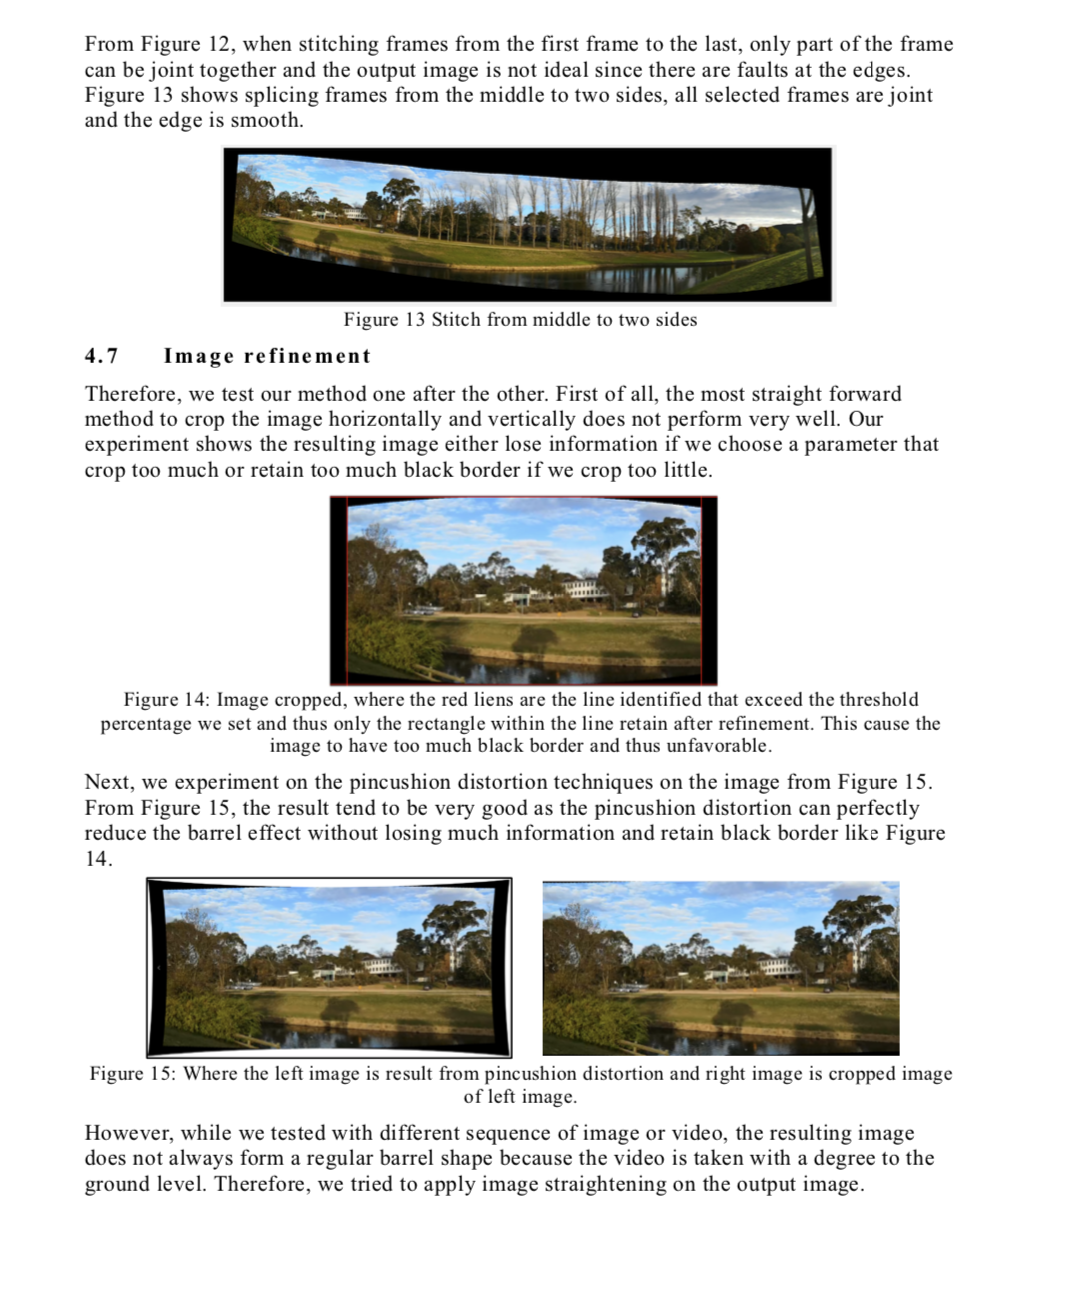 From Figure 12, when stitching frames from the first frame to the last, only part of the frame
can be joint together and the output image is not ideal since there are faults at the edges.
Figure 13 shows splicing frames from the middle to two sides, all selected frames are joint
and the edge is smooth.
Figure 13 Stitch from middle to two sides
4.7 Image refinement
Therefore, we test our method one after the other. First of all, the most straight forward
method to crop the image horizontally and vertically does not perform very well. Our
experiment shows the resulting image either lose information if we choose a parameter that
crop too much or retain too much black border if we crop too little.
Figure 14: Image cropped, where the red liens are the line identified that exceed the threshold
percentage we set and thus only the rectangle within the line retain after refinement. This cause the
image to have too much black border and thus unfavorable.
Next, we experiment on the pincushion distortion techniques on the image from Figure 15.
From Figure 15, the result tend to be very good as the pincushion distortion can perfectly
reduce the barrel effect without losing much information and retain black border like Figure
14.
Figure 15: Where the left image is result from pincushion distortion and right image is cropped image
of left image.
However, while we tested with different sequence of image or video, the resulting image
does not always form a regular barrel shape because the video is taken with a degree to the
ground level. Therefore, we tried to apply image straightening on the output image.